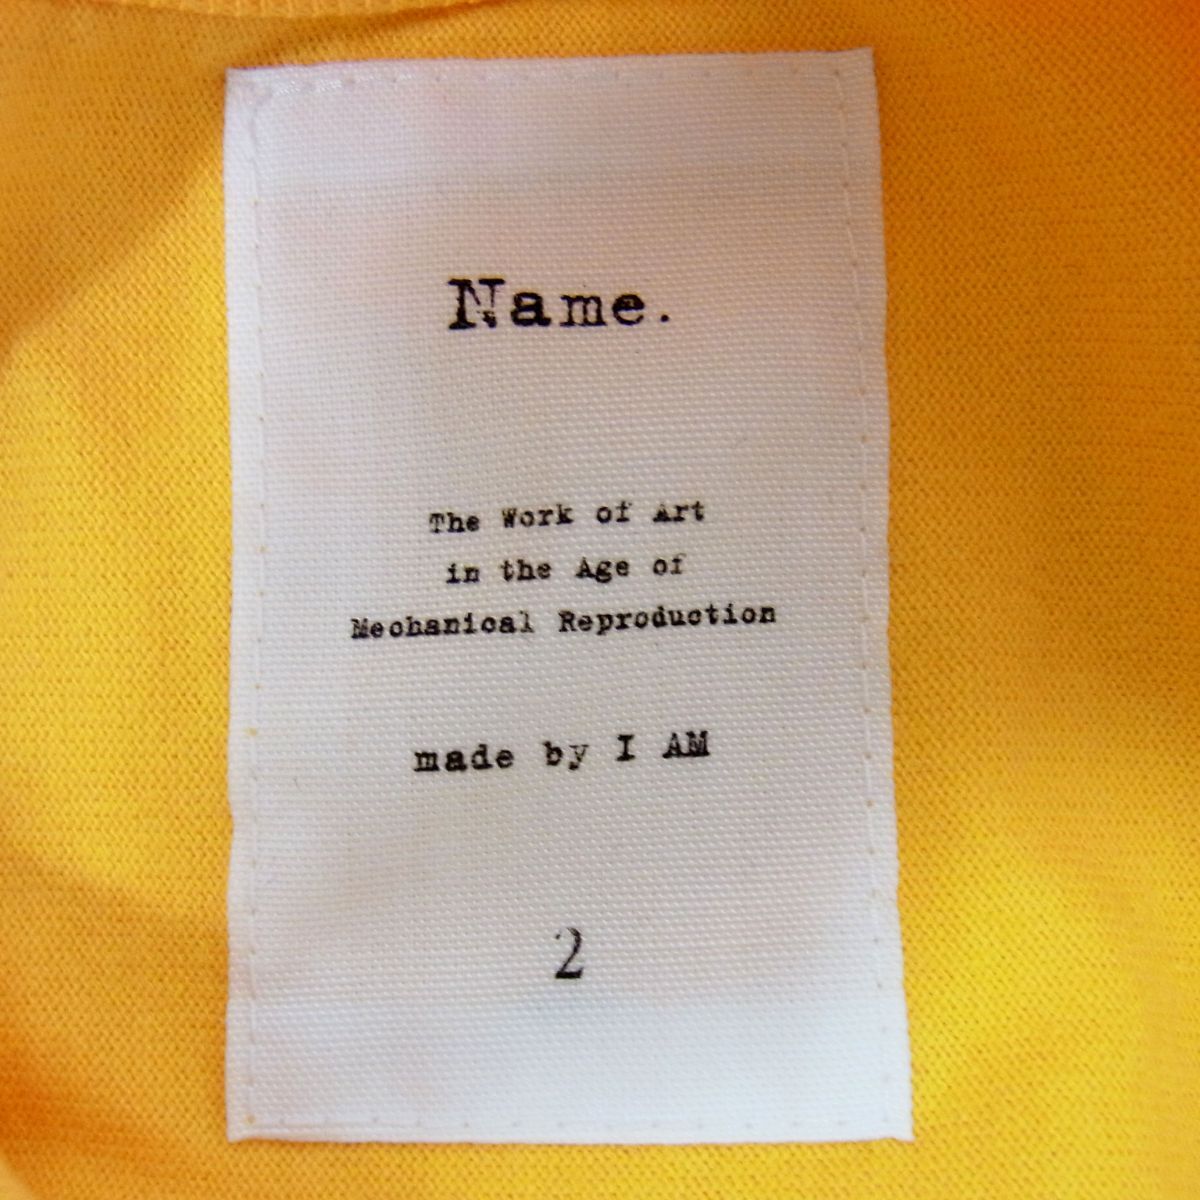 Name.
The Work of Art
in the Age of
Mechanical Reproduction
made by I AM
2